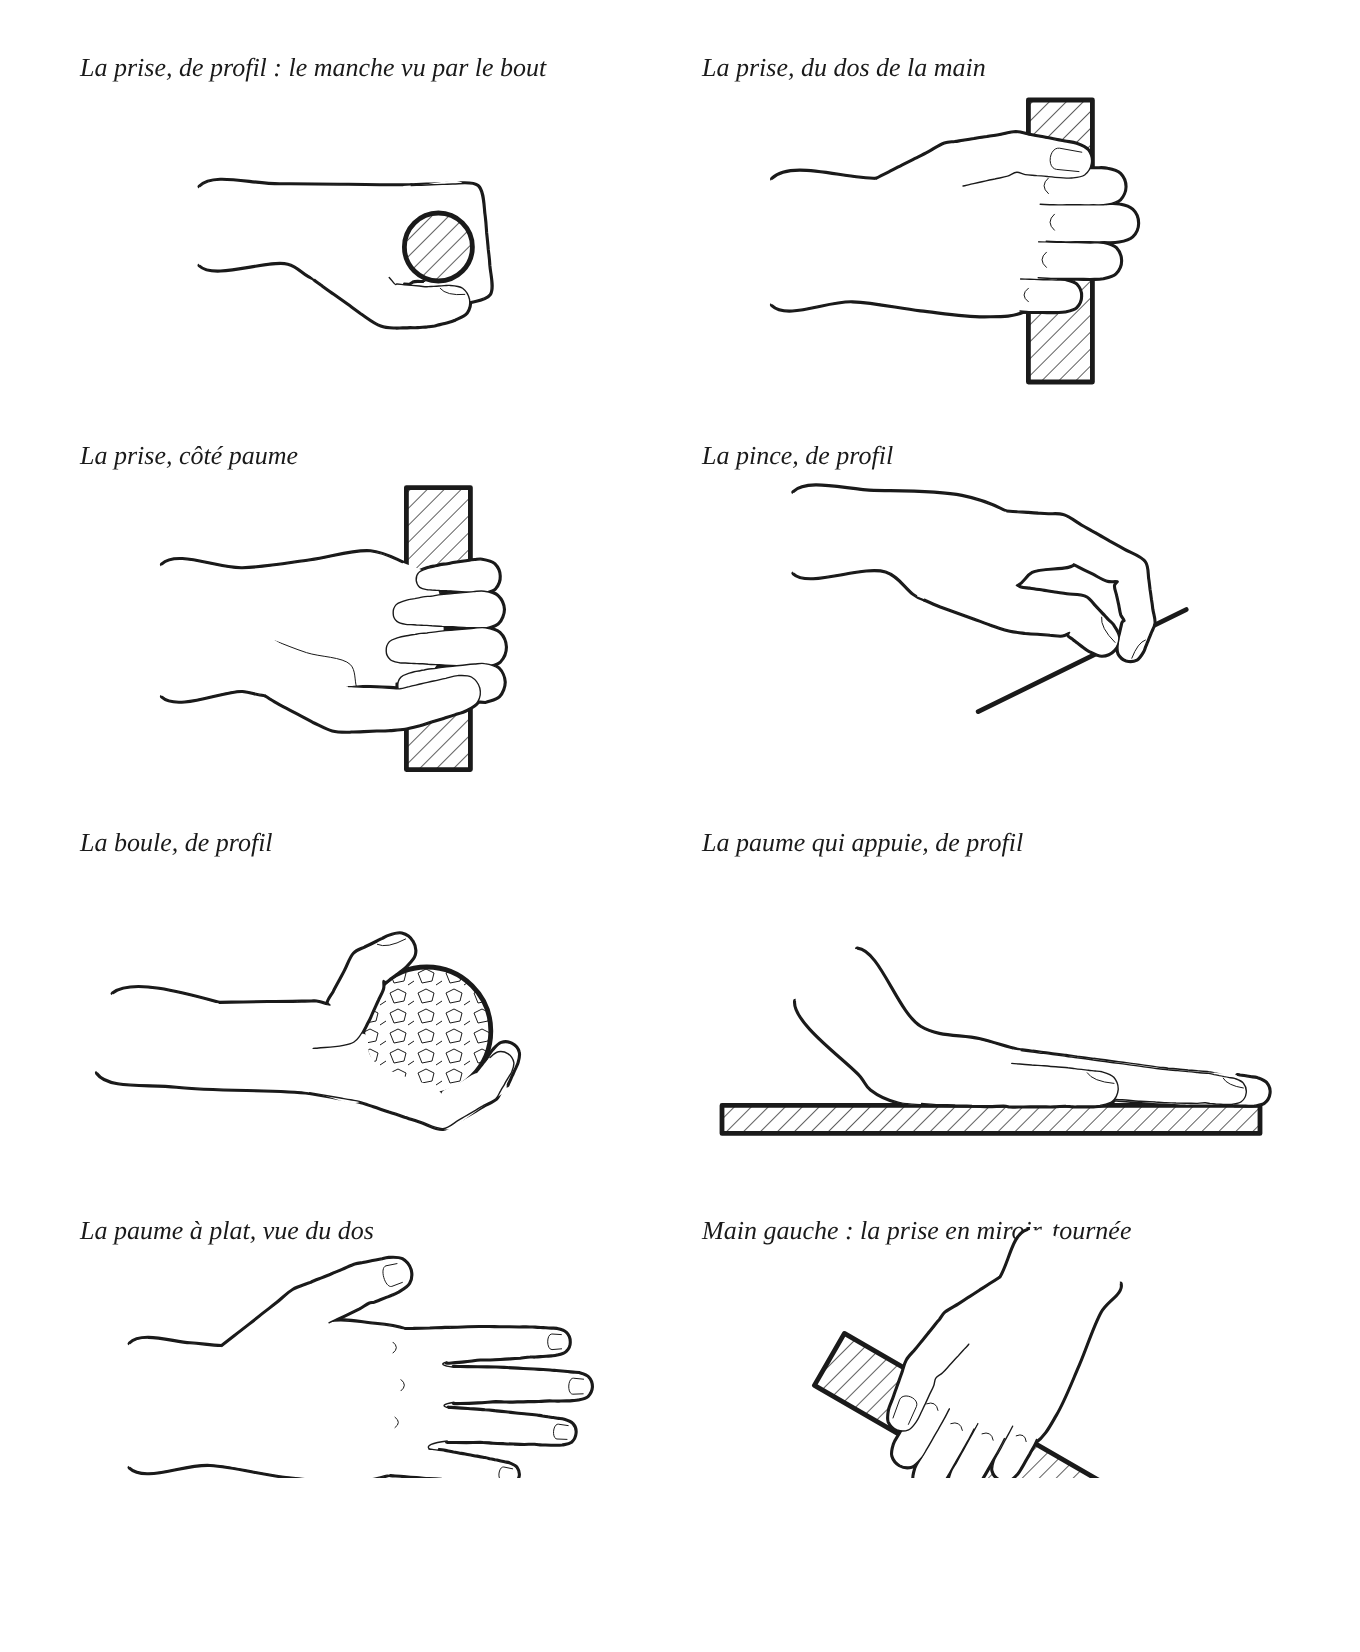 La prise, de profil : le manche vu par le bout
La prise, du dos de la main
La prise, côté paume
La pince, de profil
La boule, de profil
La paume qui appuie, de profil
La paume à plat, vue du dos
Main gauche : la prise en miroir, tournée